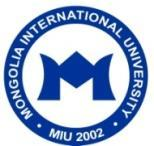 MONGOLIA INTERNATIONAL UNIVERSITY
· MIU 2002 ·